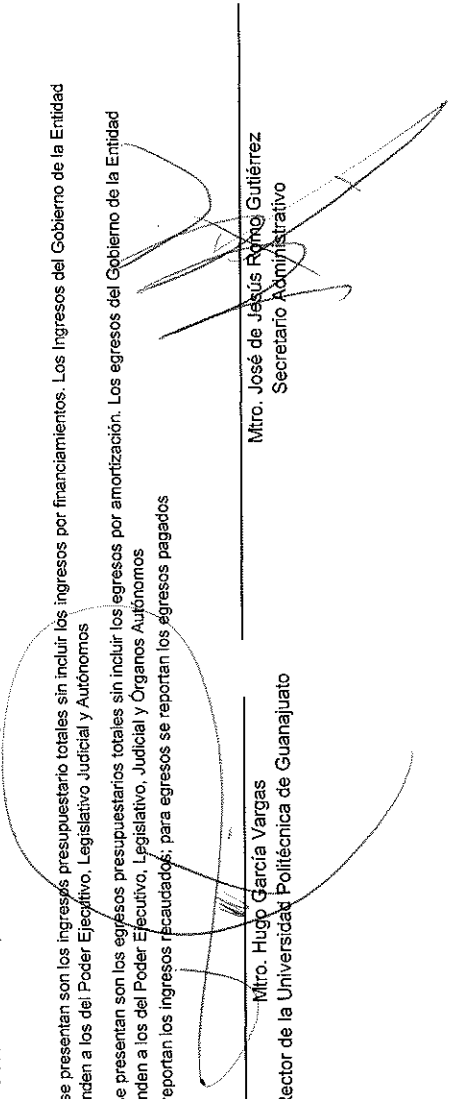 se presentan son los ingresos presupuestario totales sin incluir los ingresos por financiamientos. Los Ingresos del Gobierno de la Entidad
nden a los del Poder Ejecutivo, Legislativo Judicial y Autónomos
se presentan son los egresos presupuestarios totales sin incluir los egresos por amortización. Los egresos del Gobierno de la Entidad
nden a los del Poder Ejecutivo, Legislativo, Judicial y Órganos Autónomos
reportan los ingresos recaudados; para egresos se reportan los egresos pagados
Mtro. Hugo García Vargas
Rector de la Universidad Politécnica de Guanajuato
Mtro. José de Jesús Romo Gutiérrez
Secretario Administrativo